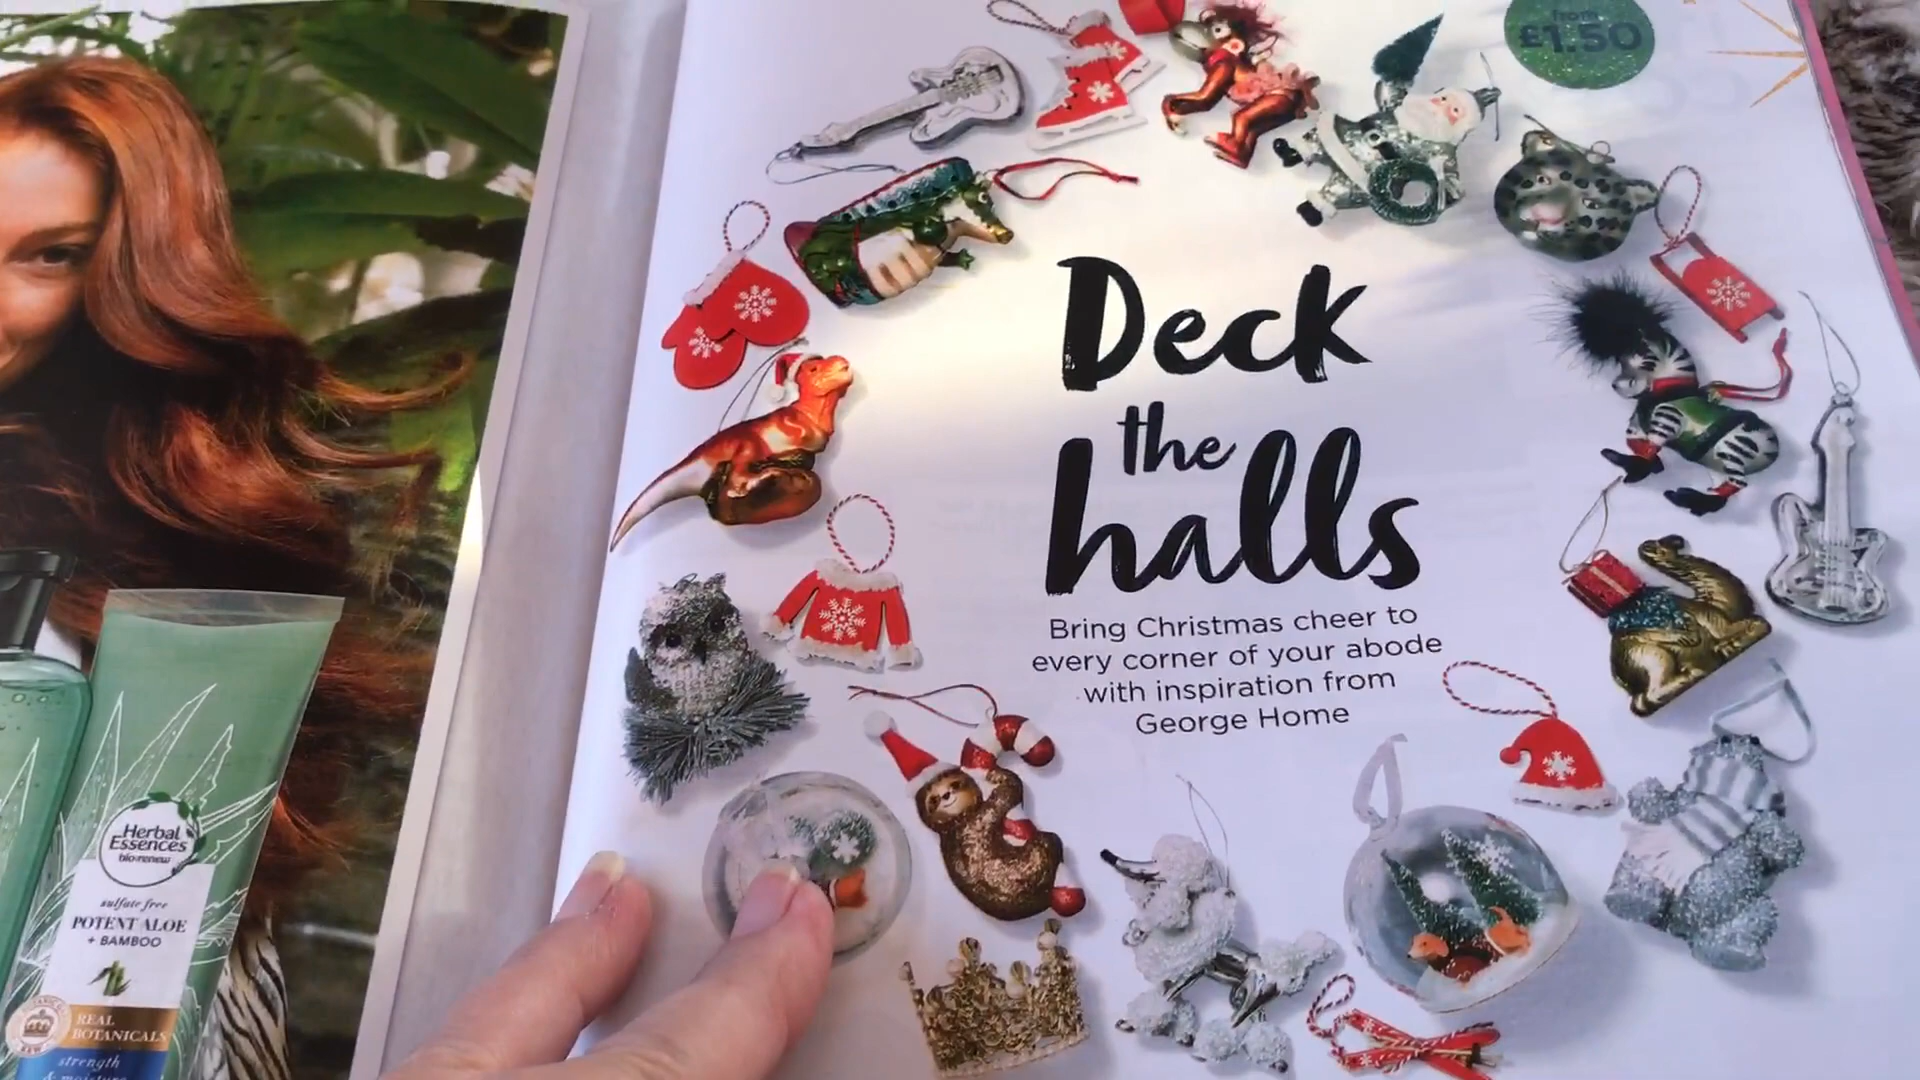 Herbal
Essences
bio:renew
sulfate free
POTENT ALOE
+ BAMBOO
REAL
BOTANICALS
strength
& moisture
from
£1.50
Deck
the
halls
Bring Christmas cheer to
every corner of your abode
with inspiration from
George Home